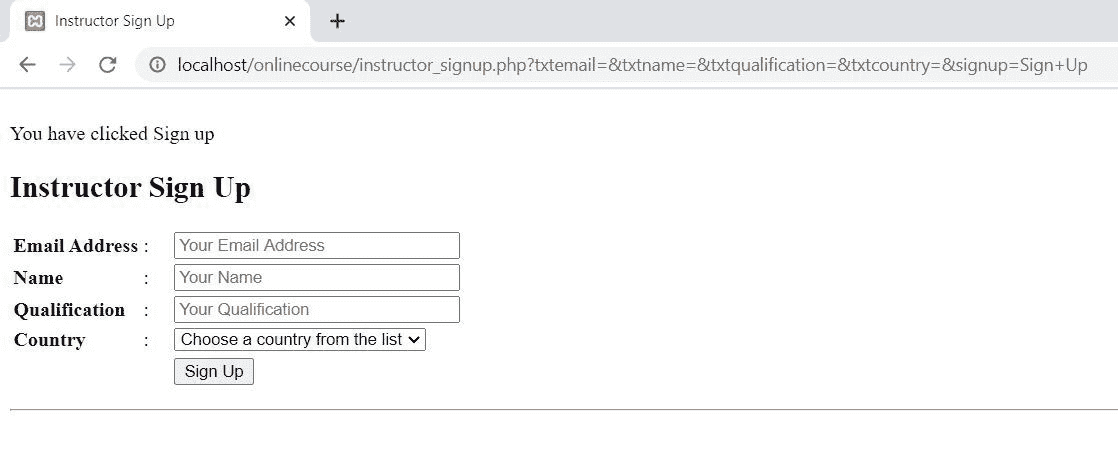 Instructor Sign Up
localhost/onlinecourse/instructor_signup.php?txtemail=&txtname=&txtqualification=&txtcountry=&signup=Sign+Up
You have clicked Sign up
Instructor Sign Up
Email Address : Your Email Address
Name : Your Name
Qualification : Your Qualification
Country : Choose a country from the list
Sign Up